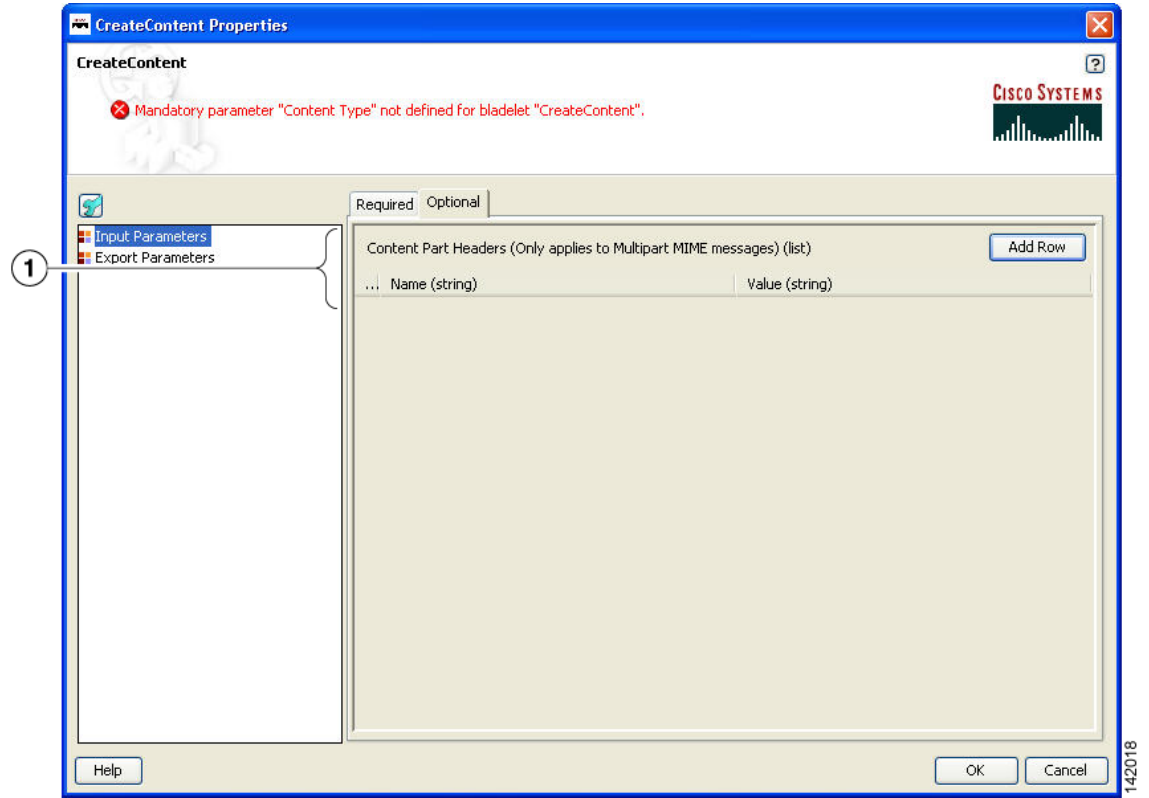 CreateContent Properties
CreateContent
?
Mandatory parameter "Content Type" not defined for bladelet "CreateContent".
CISCO SYSTEMS
Required Optional
Input Parameters
Export Parameters
1
Content Part Headers (Only applies to Multipart MIME messages) (list) Add Row
... Name (string) Value (string)
Help OK Cancel
142018